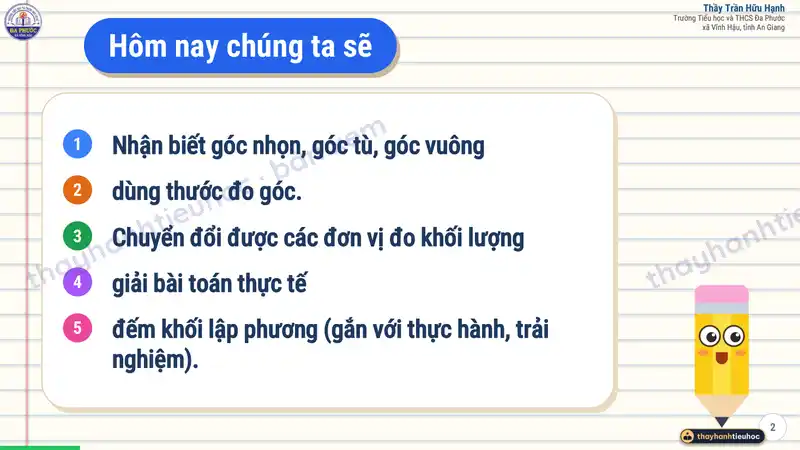 Thầy Trần Hữu Hạnh
Trường Tiểu học và THCS Đa Phước
xã Vĩnh Hậu, tỉnh An Giang
ĐA PHƯỚC
Hôm nay chúng ta sẽ
1 Nhận biết góc nhọn, góc tù, góc vuông
2 dùng thước đo góc.
3 Chuyển đổi được các đơn vị đo khối lượng
4 giải bài toán thực tế
5 đếm khối lập phương (gắn với thực hành, trải
nghiệm).
thayhanhtieuhoc
2